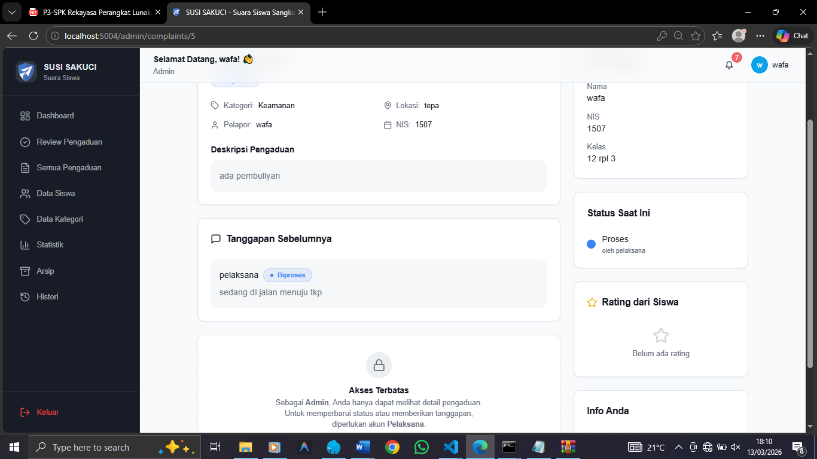 P3-SPK Rekayasa Perangkat Lunak
SUSI SAKUCI - Suara Siswa Sangku
localhost:5004/admin/complaints/5
Chat
SUSI SAKUCI
Suara Siswa
Dashboard
Review Pengaduan
Semua Pengaduan
Data Siswa
Data Kategori
Statistik
Arsip
Histori
Keluar
Selamat Datang, wafa! 👋
Admin
7
w
wafa
Kategori: Keamanan
Lokasi: tepa
Pelapor: wafa
NIS: 1507
Deskripsi Pengaduan
ada pembuliyan
Tanggapan Sebelumnya
pelaksana
Diproses
sedang di jalan menuju tkp
Akses Terbatas
Sebagai Admin, Anda hanya dapat melihat detail pengaduan.
Untuk memperbarui status atau memberikan tanggapan,
diperlukan akun Pelaksana.
Nama
wafa
NIS
1507
Kelas
12 rpl 3
Status Saat Ini
Proses
oleh pelaksana
Rating dari Siswa
Belum ada rating
Info Anda
Type here to search
21°C
18:10
13/03/2026
8